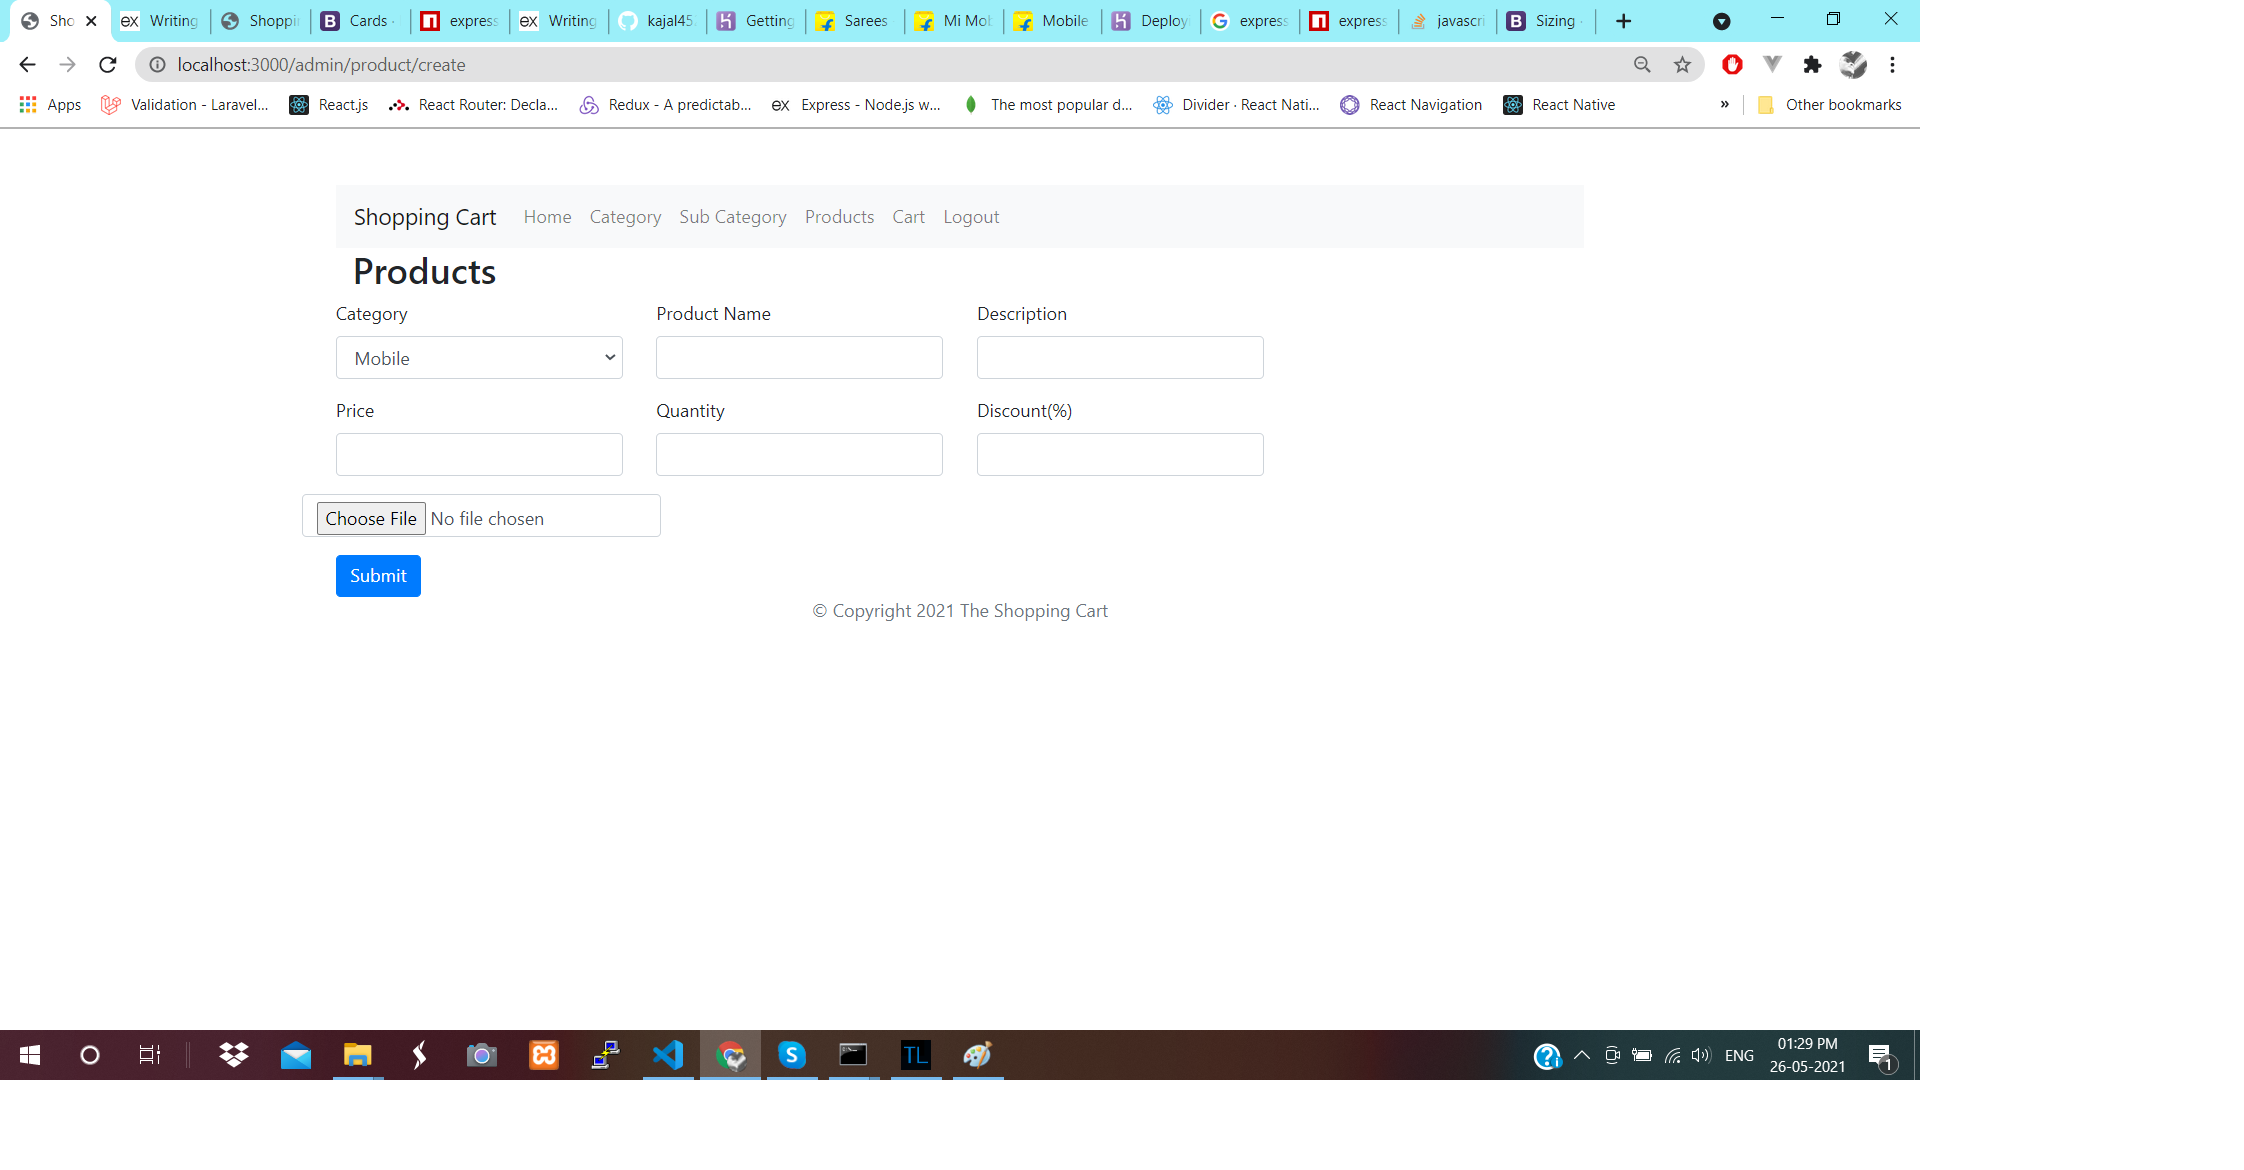 Sho Writing Shoppi Cards · express Writing kajal45 Getting Sarees Mi Mob Mobile Deploy express express javascri Sizing ·
localhost:3000/admin/product/create
Apps Validation - Laravel... React.js React Router: Decla... Redux - A predictab... EX Express - Node.js w... The most popular d... Divider · React Nati... React Navigation React Native » Other bookmarks
Shopping Cart Home Category Sub Category Products Cart Logout
Products
Category Product Name Description
Mobile
Price Quantity Discount(%)
Choose File No file chosen
Submit
© Copyright 2021 The Shopping Cart
TL ENG 01:29 PM
26-05-2021 1